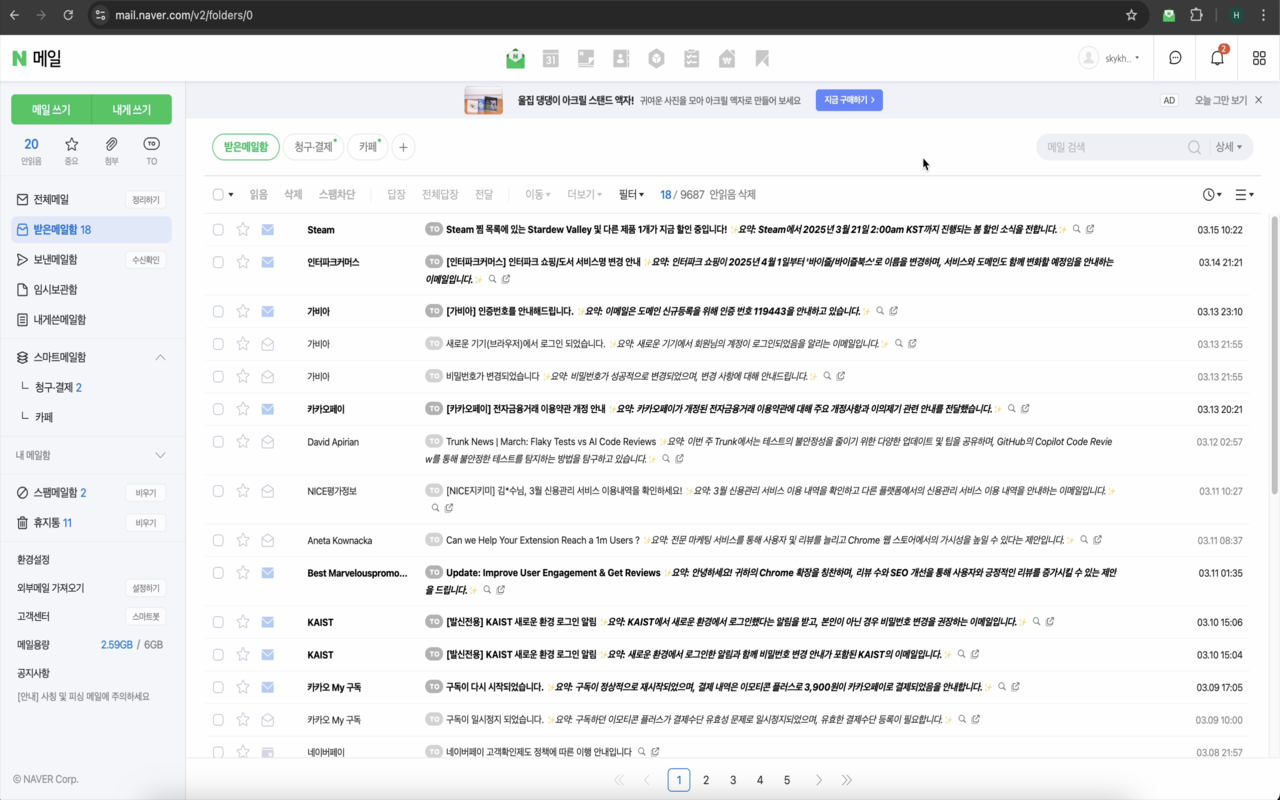 mail.naver.com/v2/folders/0
H
N 메일
31
N
skykh..
2
메일 쓰기
내게 쓰기
울집 댕댕이 아크릴 스탠드 액자! 귀여운 사진을 모아 아크릴 액자로 만들어 보세요
지금 구매하기 >
AD
오늘 그만 보기 ×
20
안읽음
중요
첨부
TO
TO
받은메일함
청구·결제
카페
+
메일 검색
상세
전체메일
정리하기
받은메일함 18
보낸메일함
수신확인
임시보관함
내게쓴메일함
스마트메일함
청구·결제 2
카페
내 메일함
스팸메일함 2
비우기
휴지통 11
비우기
환경설정
외부메일 가져오기
설정하기
고객센터
스마트봇
메일용량
2.59GB / 6GB
공지사항
[안내] 사칭 및 피싱 메일에 주의하세요
© NAVER Corp.
읽음 삭제 스팸차단 답장 전체답장 전달 이동 더보기 필터 18 / 9687 안읽음 삭제
Steam TO Steam 찜 목록에 있는 Stardew Valley 및 다른 제품 1개가 지금 할인 중입니다! ✨요약: Steam에서 2025년 3월 21일 2:00am KST까지 진행되는 봄 할인 소식을 전합니다.✨ 03.15 10:22
인터파크커머스 TO [인터파크커머스] 인터파크 쇼핑/도서 서비스명 변경 안내 ✨요약: 인터파크 쇼핑이 2025년 4월 1일부터 '바이즐/바이즐북스'로 이름을 변경하며, 서비스와 도메인도 함께 변화할 예정임을 안내하는 03.14 21:21
이메일입니다.✨
가비아 TO [가비아] 인증번호를 안내해드립니다. ✨요약: 이메일은 도메인 신규등록을 위해 인증 번호 119443을 안내하고 있습니다.✨ 03.13 23:10
가비아 TO 새로운 기기(브라우저)에서 로그인 되었습니다. ✨요약: 새로운 기기에서 회원님의 계정이 로그인되었음을 알리는 이메일입니다.✨ 03.13 21:55
가비아 TO 비밀번호가 변경되었습니다 ✨요약: 비밀번호가 성공적으로 변경되었으며, 변경 사항에 대해 안내드립니다.✨ 03.13 21:55
카카오페이 TO [카카오페이] 전자금융거래 이용약관 개정 안내 ✨요약: 카카오페이가 개정된 전자금융거래 이용약관에 대해 주요 개정사항과 이의제기 관련 안내를 전달했습니다.✨ 03.13 20:21
David Apirian TO Trunk News | March: Flaky Tests vs AI Code Reviews ✨요약: 이번 주 Trunk에서는 테스트의 불안정성을 줄이기 위한 다양한 업데이트 및 팁을 공유하며, GitHub의 Copilot Code Revie 03.12 02:57
w를 통해 불안정한 테스트를 탐지하는 방법을 탐구하고 있습니다.✨
NICE평가정보 TO [NICE지키미] 김*수님, 3월 신용관리 서비스 이용내역을 확인하세요! ✨요약: 3월 신용관리 서비스 이용 내역을 확인하고 다른 플랫폼에서의 신용관리 서비스 이용 내역을 안내하는 이메일입니다.✨ 03.11 10:27
Aneta Kownacka TO Can we Help Your Extension Reach a 1m Users ? ✨요약: 전문 마케팅 서비스를 통해 사용자 및 리뷰를 늘리고 Chrome 웹 스토어에서의 가시성을 높일 수 있다는 제안입니다.✨ 03.11 08:37
Best Marvelouspromo... TO Update: Improve User Engagement & Get Reviews ✨요약: 안녕하세요! 귀하의 Chrome 확장을 칭찬하며, 리뷰 수와 SEO 개선을 통해 사용자와 긍정적인 리뷰를 증가시킬 수 있는 제안 03.11 01:35
을 드립니다.✨
KAIST TO [발신전용] KAIST 새로운 환경 로그인 알림 ✨요약: KAIST에서 새로운 환경에서 로그인했다는 알림을 받고, 본인이 아닌 경우 비밀번호 변경을 권장하는 이메일입니다.✨ 03.10 15:06
KAIST TO [발신전용] KAIST 새로운 환경 로그인 알림 ✨요약: 새로운 환경에서 로그인한 알림과 함께 비밀번호 변경 안내가 포함된 KAIST의 이메일입니다.✨ 03.10 15:04
카카오 My 구독 TO 구독이 다시 시작되었습니다. ✨요약: 구독이 정상적으로 재시작되었으며, 결제 내역은 이모티콘 플러스로 3,900원이 카카오페이로 결제되었음을 안내합니다.✨ 03.09 17:05
카카오 My 구독 TO 구독이 일시정지 되었습니다. ✨요약: 구독하던 이모티콘 플러스가 결제수단 유효성 문제로 일시정지되었으며, 유효한 결제수단 등록이 필요합니다.✨ 03.09 10:00
네이버페이 TO 네이버페이 고객확인제도 정책에 따른 이행 안내입니다 03.08 21:57
1 2 3 4 5